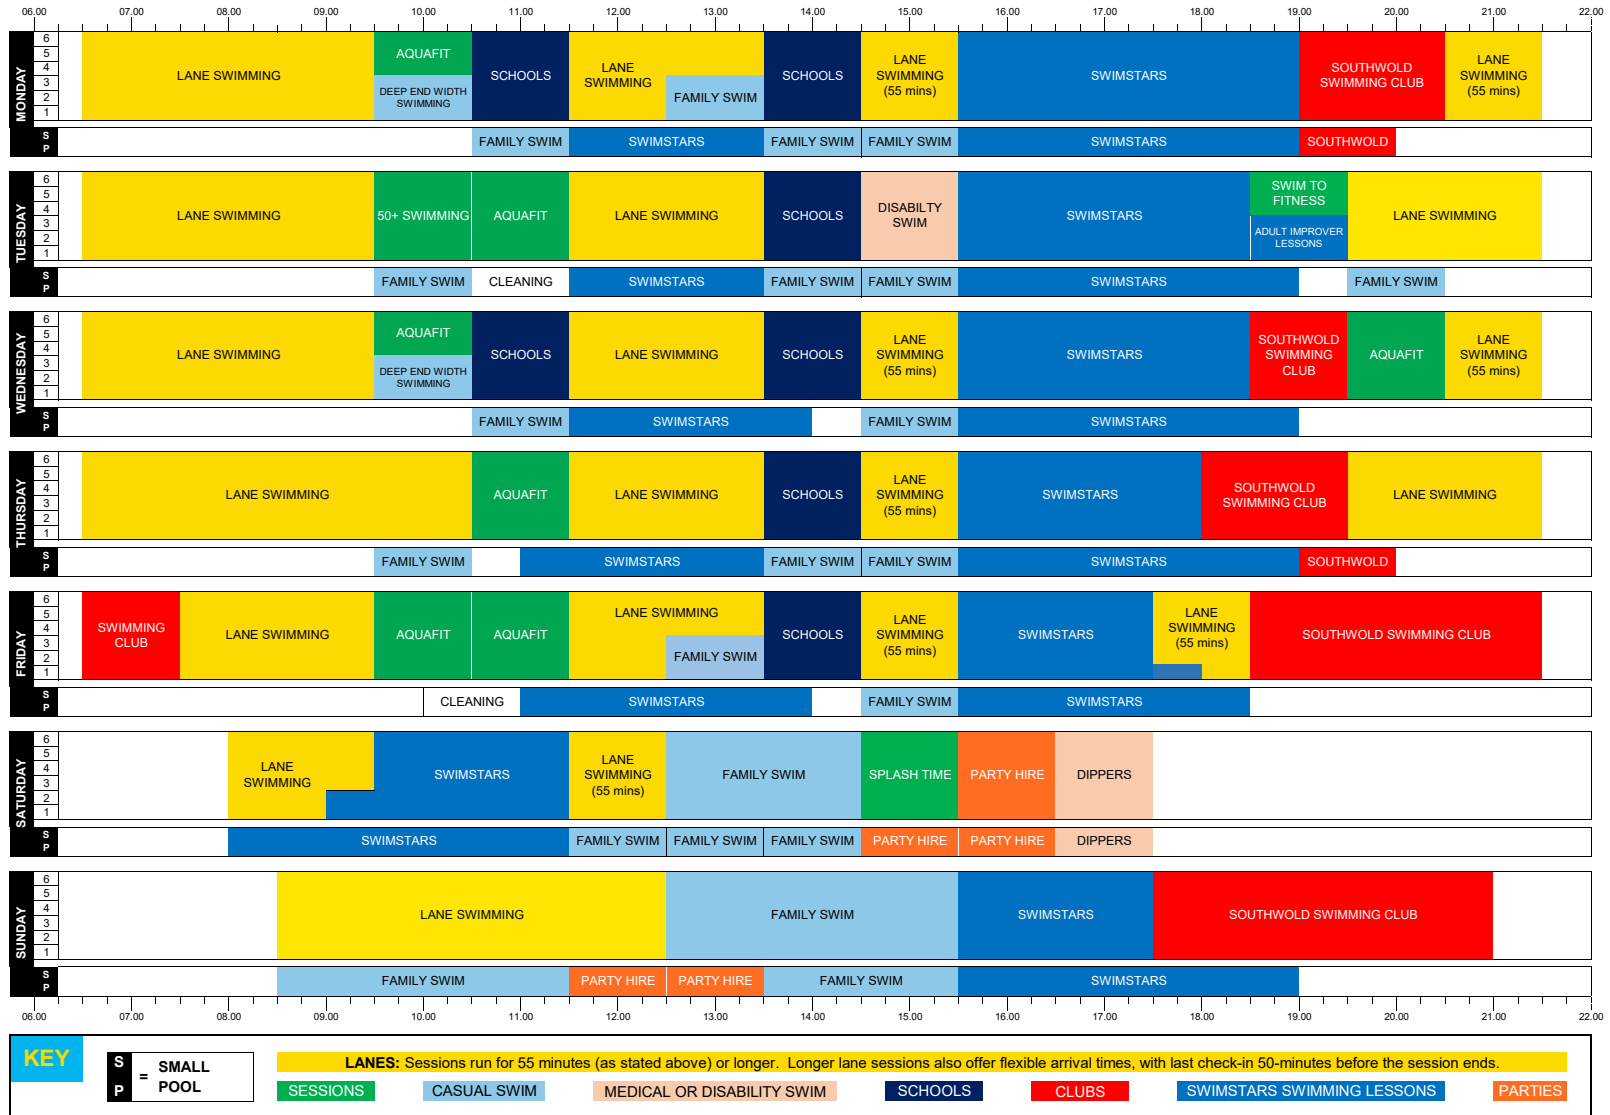 06.00 07.00 08.00 09.00 10.00 11.00 12.00 13.00 14.00 15.00 16.00 17.00 18.00 19.00 20.00 21.00 22.00
MONDAY
6
5
4
3
2
1
LANE SWIMMING
AQUAFIT
DEEP END WIDTH
SWIMMING
SCHOOLS
LANE
SWIMMING
FAMILY SWIM
SCHOOLS
LANE
SWIMMING
(55 mins)
SWIMSTARS
SOUTHWOLD
SWIMMING CLUB
LANE
SWIMMING
(55 mins)
S
P
FAMILY SWIM
SWIMSTARS
FAMILY SWIM
FAMILY SWIM
SWIMSTARS
SOUTHWOLD
TUESDAY
6
5
4
3
2
1
LANE SWIMMING
50+ SWIMMING
AQUAFIT
LANE SWIMMING
SCHOOLS
DISABILTY
SWIM
SWIMSTARS
SWIM TO
FITNESS
ADULT IMPROVER
LESSONS
LANE SWIMMING
S
P
FAMILY SWIM
CLEANING
SWIMSTARS
FAMILY SWIM
FAMILY SWIM
SWIMSTARS
FAMILY SWIM
WEDNESDAY
6
5
4
3
2
1
LANE SWIMMING
AQUAFIT
DEEP END WIDTH
SWIMMING
SCHOOLS
LANE SWIMMING
SCHOOLS
LANE
SWIMMING
(55 mins)
SWIMSTARS
SOUTHWOLD
SWIMMING
CLUB
AQUAFIT
LANE
SWIMMING
(55 mins)
S
P
FAMILY SWIM
SWIMSTARS
FAMILY SWIM
SWIMSTARS
THURSDAY
6
5
4
3
2
1
LANE SWIMMING
AQUAFIT
LANE SWIMMING
SCHOOLS
LANE
SWIMMING
(55 mins)
SWIMSTARS
SOUTHWOLD
SWIMMING CLUB
LANE SWIMMING
S
P
FAMILY SWIM
SWIMSTARS
FAMILY SWIM
FAMILY SWIM
SWIMSTARS
SOUTHWOLD
FRIDAY
6
5
4
3
2
1
SWIMMING
CLUB
LANE SWIMMING
AQUAFIT
AQUAFIT
LANE SWIMMING
FAMILY SWIM
SCHOOLS
LANE
SWIMMING
(55 mins)
SWIMSTARS
LANE
SWIMMING
(55 mins)
SOUTHWOLD SWIMMING CLUB
S
P
CLEANING
SWIMSTARS
FAMILY SWIM
SWIMSTARS
SATURDAY
6
5
4
3
2
1
LANE
SWIMMING
SWIMSTARS
LANE
SWIMMING
(55 mins)
FAMILY SWIM
SPLASH TIME
PARTY HIRE
DIPPERS
S
P
SWIMSTARS
FAMILY SWIM
FAMILY SWIM
FAMILY SWIM
PARTY HIRE
PARTY HIRE
DIPPERS
SUNDAY
6
5
4
3
2
1
LANE SWIMMING
FAMILY SWIM
SWIMSTARS
SOUTHWOLD SWIMMING CLUB
S
P
FAMILY SWIM
PARTY HIRE
PARTY HIRE
FAMILY SWIM
SWIMSTARS
06.00 07.00 08.00 09.00 10.00 11.00 12.00 13.00 14.00 15.00 16.00 17.00 18.00 19.00 20.00 21.00 22.00
KEY
S
P
=
SMALL
POOL
LANES: Sessions run for 55 minutes (as stated above) or longer. Longer lane sessions also offer flexible arrival times, with last check-in 50-minutes before the session ends.
SESSIONS
CASUAL SWIM
MEDICAL OR DISABILITY SWIM
SCHOOLS
CLUBS
SWIMSTARS SWIMMING LESSONS
PARTIES